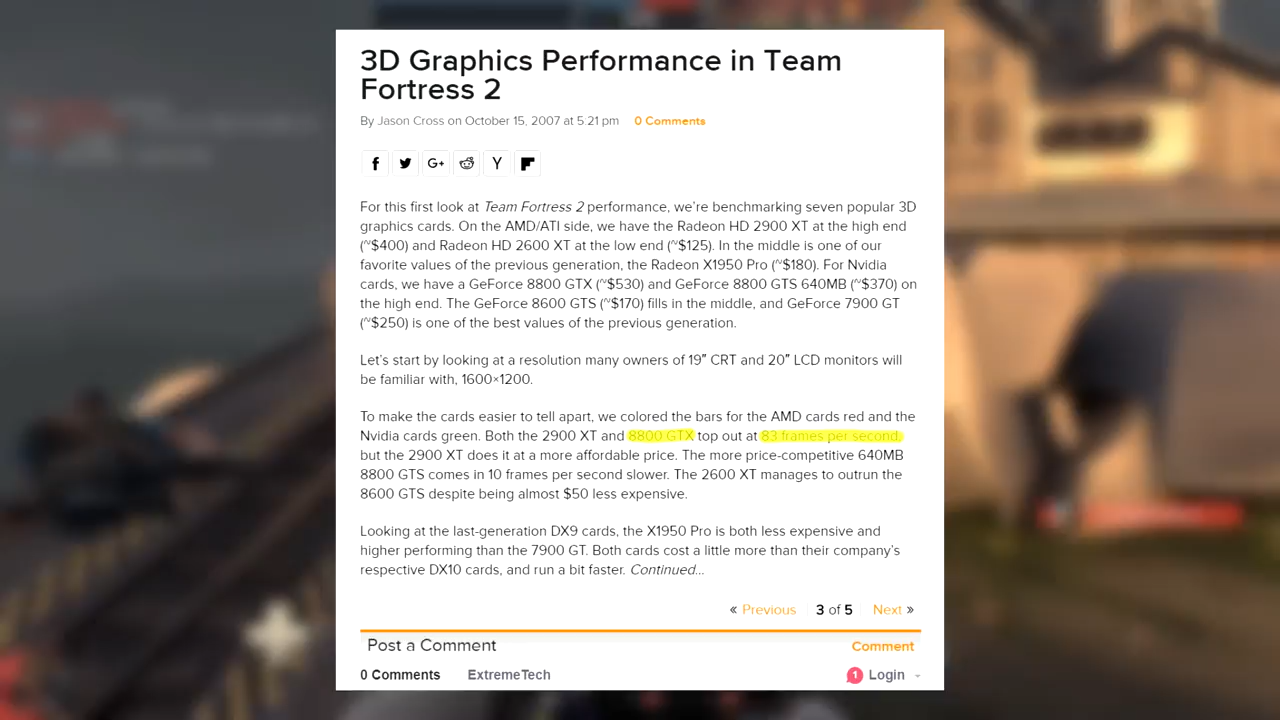 3D Graphics Performance in Team
Fortress 2
By Jason Cross on October 15, 2007 at 5:21 pm 0 Comments
For this first look at Team Fortress 2 performance, we're benchmarking seven popular 3D
graphics cards. On the AMD/ATI side, we have the Radeon HD 2900 XT at the high end
(~$400) and Radeon HD 2600 XT at the low end (~$125). In the middle is one of our
favorite values of the previous generation, the Radeon X1950 Pro (~$180). For Nvidia
cards, we have a GeForce 8800 GTX (~$530) and GeForce 8800 GTS 640MB (~$370) on
the high end. The GeForce 8600 GTS (~$170) fills in the middle, and GeForce 7900 GT
(~$250) is one of the best values of the previous generation.
Let's start by looking at a resolution many owners of 19″ CRT and 20″ LCD monitors will
be familiar with, 1600×1200.
To make the cards easier to tell apart, we colored the bars for the AMD cards red and the
Nvidia cards green. Both the 2900 XT and 8800 GTX top out at 83 frames per second,
but the 2900 XT does it at a more affordable price. The more price-competitive 640MB
8800 GTS comes in 10 frames per second slower. The 2600 XT manages to outrun the
8600 GTS despite being almost $50 less expensive.
Looking at the last-generation DX9 cards, the X1950 Pro is both less expensive and
higher performing than the 7900 GT. Both cards cost a little more than their company's
respective DX10 cards, and run a bit faster. Continued...
« Previous 3 of 5 Next »
Post a Comment Comment
0 Comments ExtremeTech 1 Login